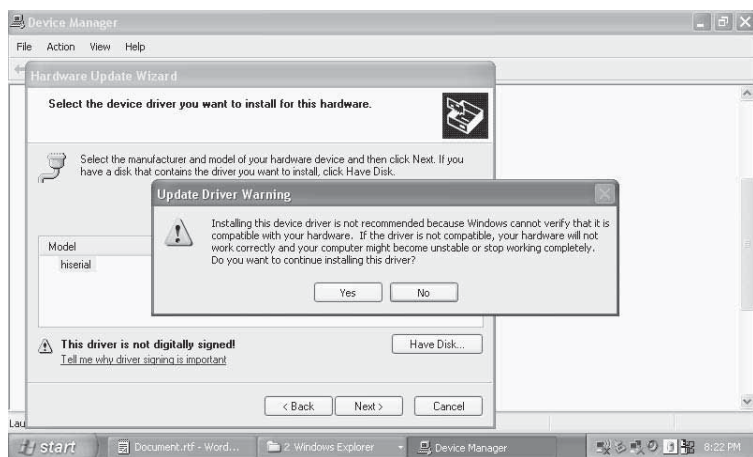 Device Manager
File Action View Help
Hardware Update Wizard
Select the device driver you want to install for this hardware.
Select the manufacturer and model of your hardware device and then click Next. If you
have a disk that contains the driver you want to install, click Have Disk.
Update Driver Warning
Installing this device driver is not recommended because Windows cannot verify that it is
compatible with your hardware. If the driver is not compatible, your hardware will not
work correctly and your computer might become unstable or stop working completely.
Do you want to continue installing this driver?
Yes No
Model
hiserial
This driver is not digitally signed!
Tell me why driver signing is important
Have Disk...
< Back Next > Cancel
Lau
start Document.rtf - Word... 2 Windows Explorer Device Manager 8:22 PM